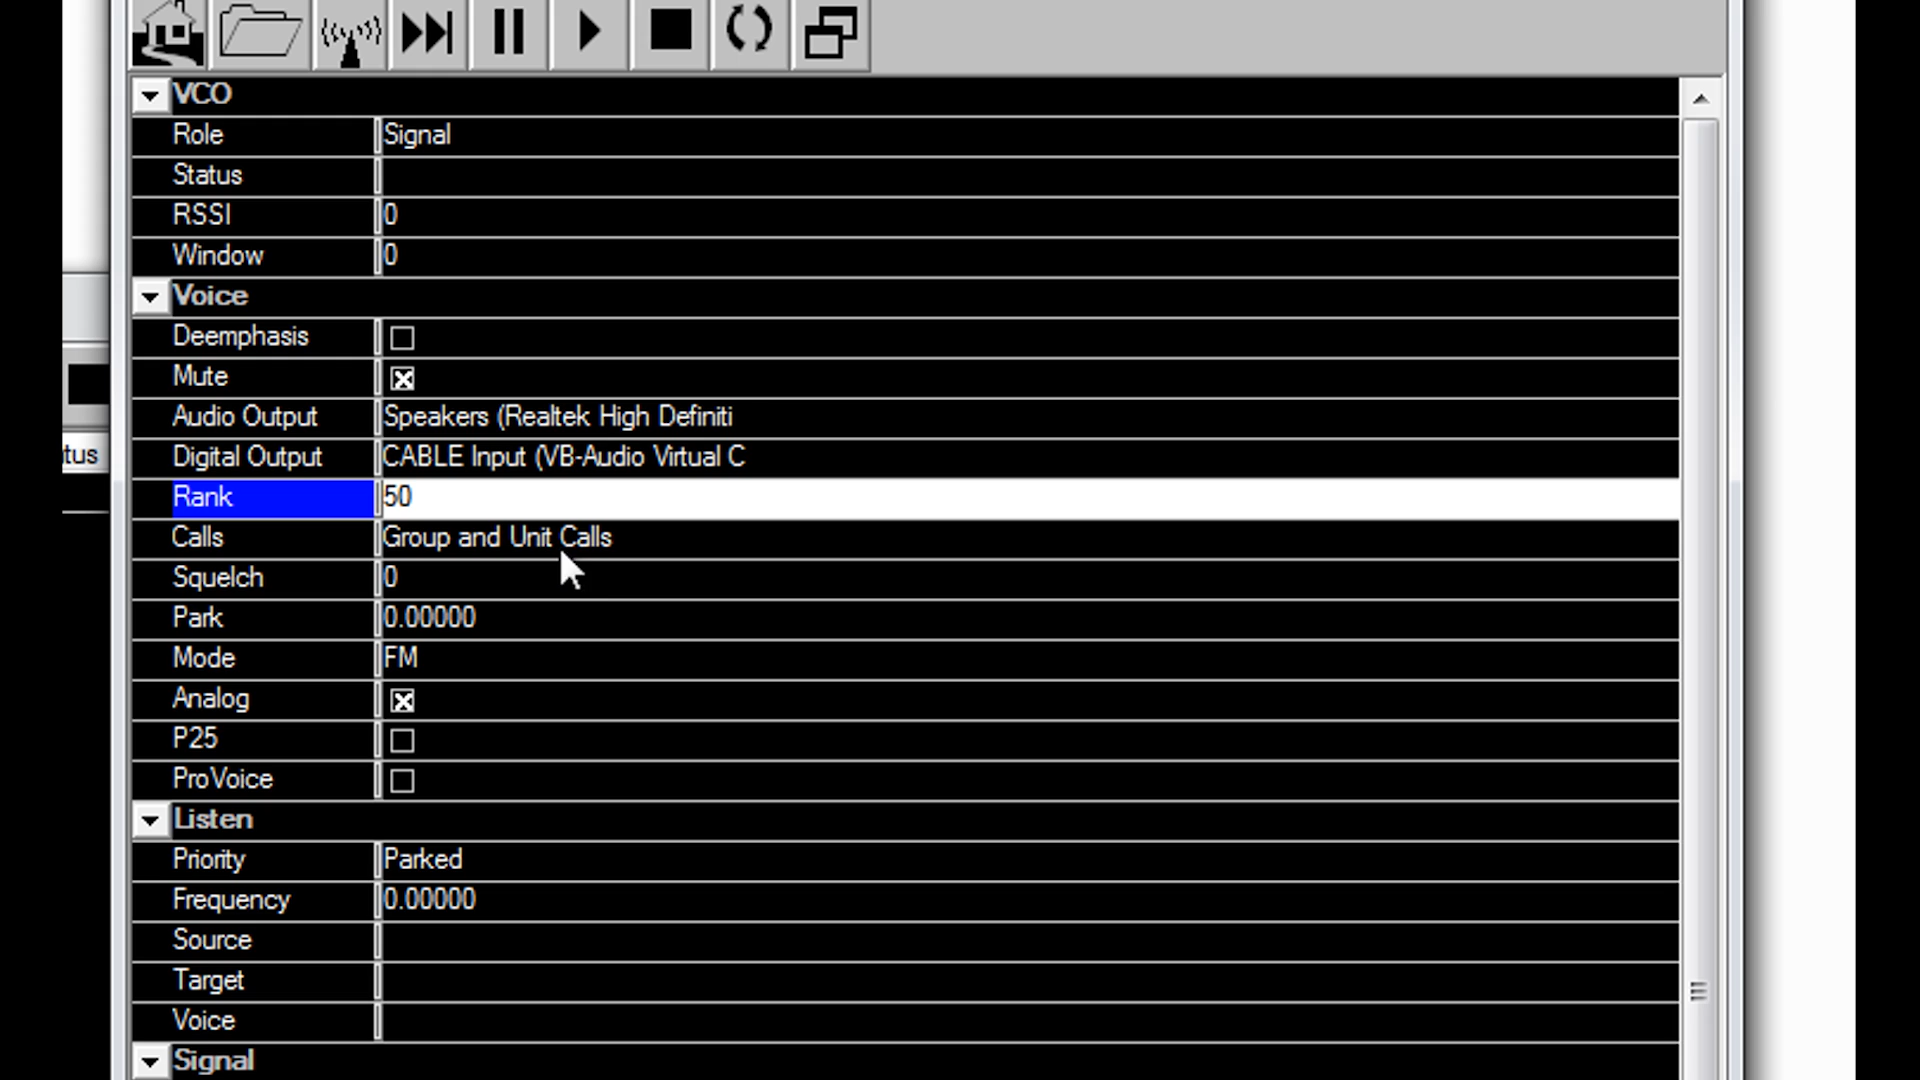 VCO
Role Signal
Status
RSSI 0
Window 0
Voice
Deemphasis
Mute
Audio Output Speakers (Realtek High Definiti
Digital Output CABLE Input (VB-Audio Virtual C
tus
Rank 50
Calls Group and Unit Calls
Squelch 0
Park 0.00000
Mode FM
Analog
P25
ProVoice
Listen
Priority Parked
Frequency 0.00000
Source
Target
Voice
Signal